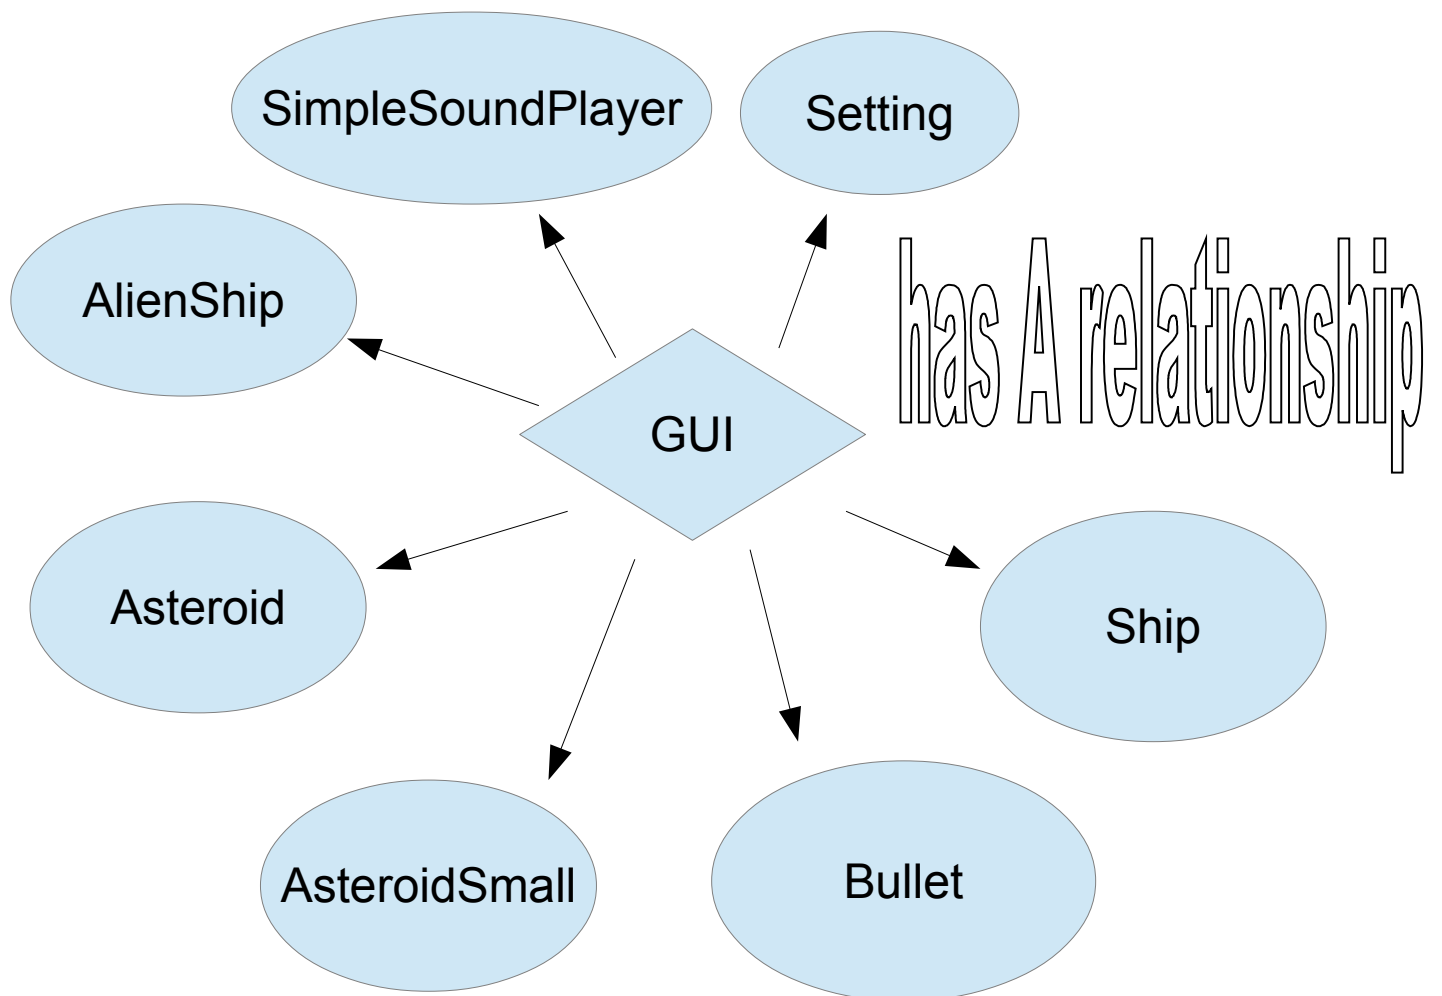 SimpleSoundPlayer
Setting
AlienShip
has A relationship
GUI
Asteroid
Ship
AsteroidSmall
Bullet